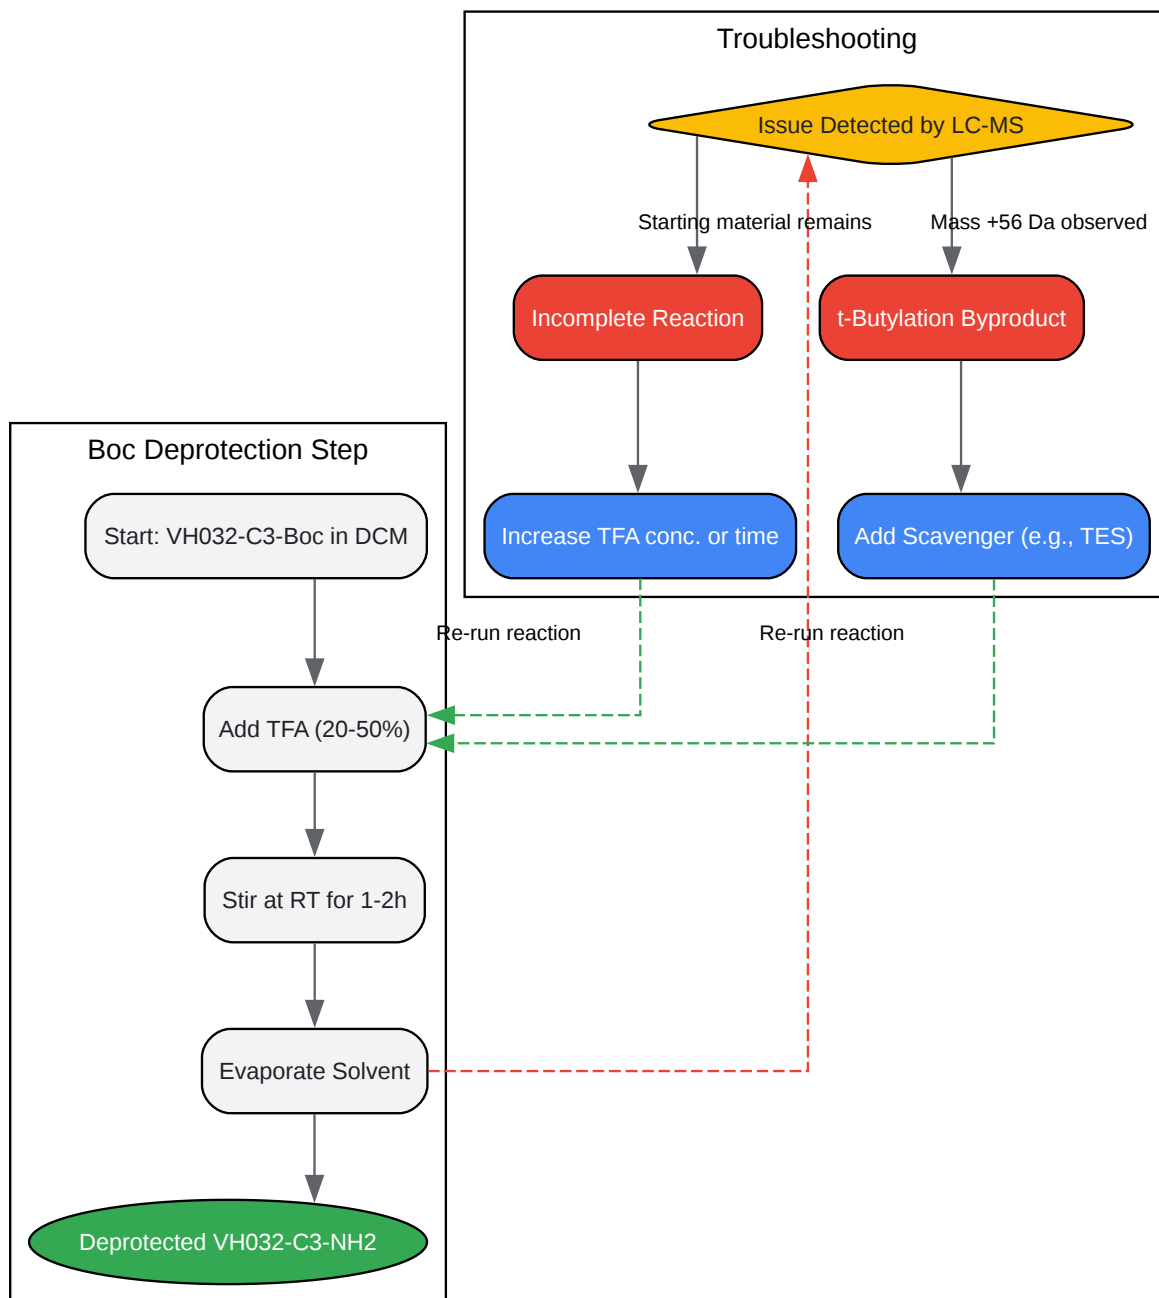 Troubleshooting
Issue Detected by LC-MS
Starting material remains
Mass +56 Da observed
Incomplete Reaction
t-Butylation Byproduct
Increase TFA conc. or time
Add Scavenger (e.g., TES)
Re-run reaction
Re-run reaction
Boc Deprotection Step
Start: VH032-C3-Boc in DCM
Add TFA (20-50%)
Stir at RT for 1-2h
Evaporate Solvent
Deprotected VH032-C3-NH2